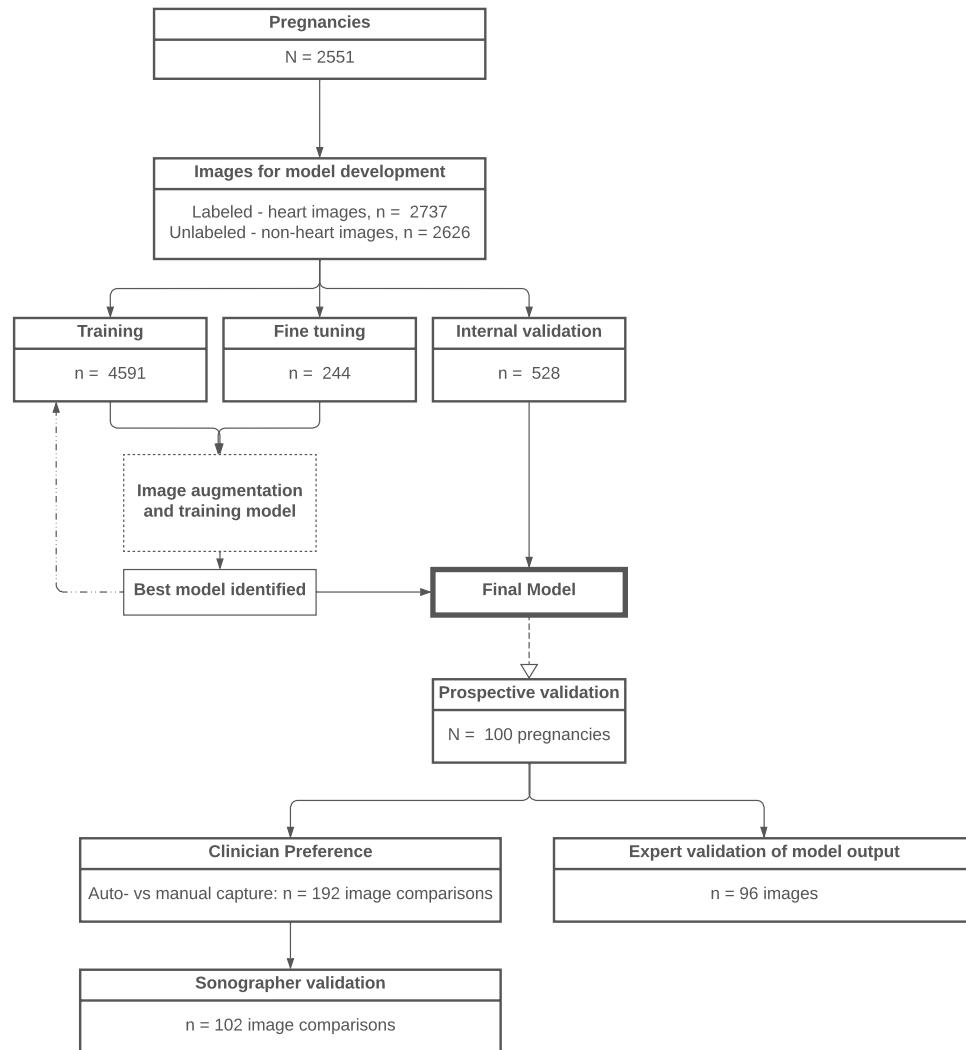 Pregnancies
N = 2551
Images for model development
Labeled - heart images, n =  2737
Unlabeled - non-heart images, n = 2626
Training
n =  4591
Fine tuning
n =  244
Internal validation
n =  528
Image augmentation
and training model
Best model identified
Final Model
Prospective validation
N =  100 pregnancies
Clinician Preference
Auto- vs manual capture: n = 192 image comparisons
Expert validation of model output
n = 96 images
Sonographer validation
n = 102 image comparisons